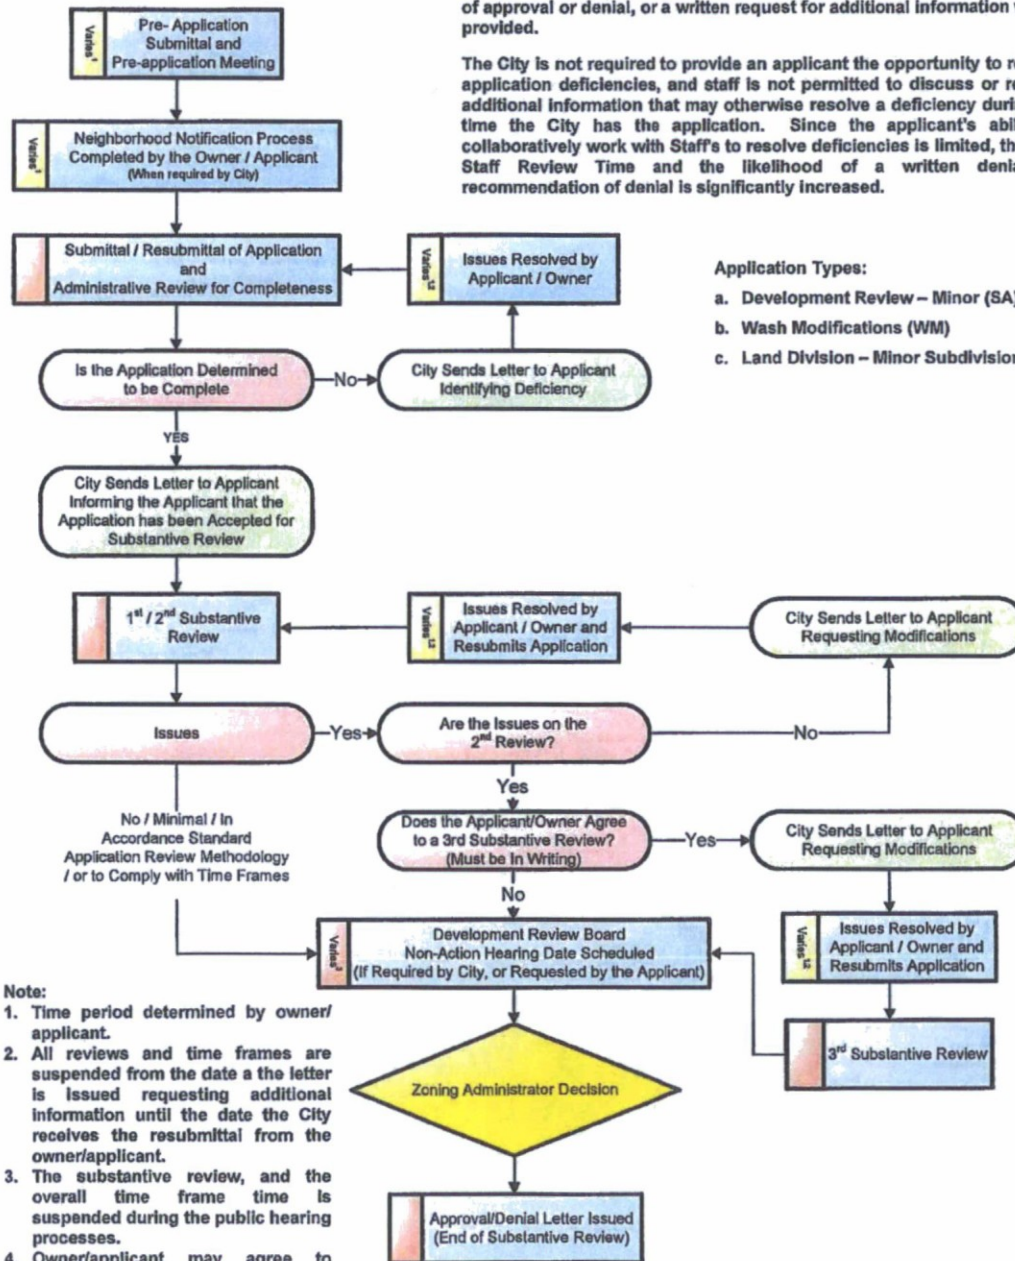 of approval or denial, or a written request for additional information
provided.
The City is not required to provide an applicant the opportunity to
application deficiencies, and staff is not permitted to discuss or
additional information that may otherwise resolve a deficiency
time the City has the application. Since the applicant's
collaboratively work with Staff's to resolve deficiencies is limited,
Staff Review Time and the likelihood of a written
recommendation of denial is significantly increased.
Application Types:
a. Development Review – Minor (SA)
b. Wash Modifications (WM)
c. Land Division – Minor Subdivision
Varies1
Pre- Application
Submittal and
Pre-application Meeting
Varies1
Neighborhood Notification Process
Completed by the Owner / Applicant
(When required by City)
Submittal / Resubmittal of Application
and
Administrative Review for Completeness
Varies1,2
Issues Resolved by
Applicant / Owner
Is the Application Determined
to be Complete
No
City Sends Letter to Applicant
Identifying Deficiency
YES
City Sends Letter to Applicant
Informing the Applicant that the
Application has been Accepted for
Substantive Review
1st / 2nd Substantive
Review
Varies1,2
Issues Resolved by
Applicant / Owner and
Resubmits Application
City Sends Letter to Applicant
Requesting Modifications
Issues
Yes
Are the Issues on the
2nd Review?
No
Yes
No / Minimal / In
Accordance Standard
Application Review Methodology
/ or to Comply with Time Frames
Does the Applicant/Owner Agree
to a 3rd Substantive Review?
(Must be In Writing)
Yes
City Sends Letter to Applicant
Requesting Modifications
No
Varies1,2
Issues Resolved by
Applicant / Owner and
Resubmits Application
Varies3
Development Review Board
Non-Action Hearing Date Scheduled
(If Required by City, or Requested by the Applicant)
3rd Substantive Review
Zoning Administrator Decision
Approval/Denial Letter Issued
(End of Substantive Review)
Note:
1. Time period determined by owner/
applicant.
2. All reviews and time frames are
suspended from the date a the letter
is issued requesting additional
information until the date the City
receives the resubmittal from the
owner/applicant.
3. The substantive review, and the
overall time frame time is
suspended during the public hearing
processes.
4. Owner/applicant may agree to